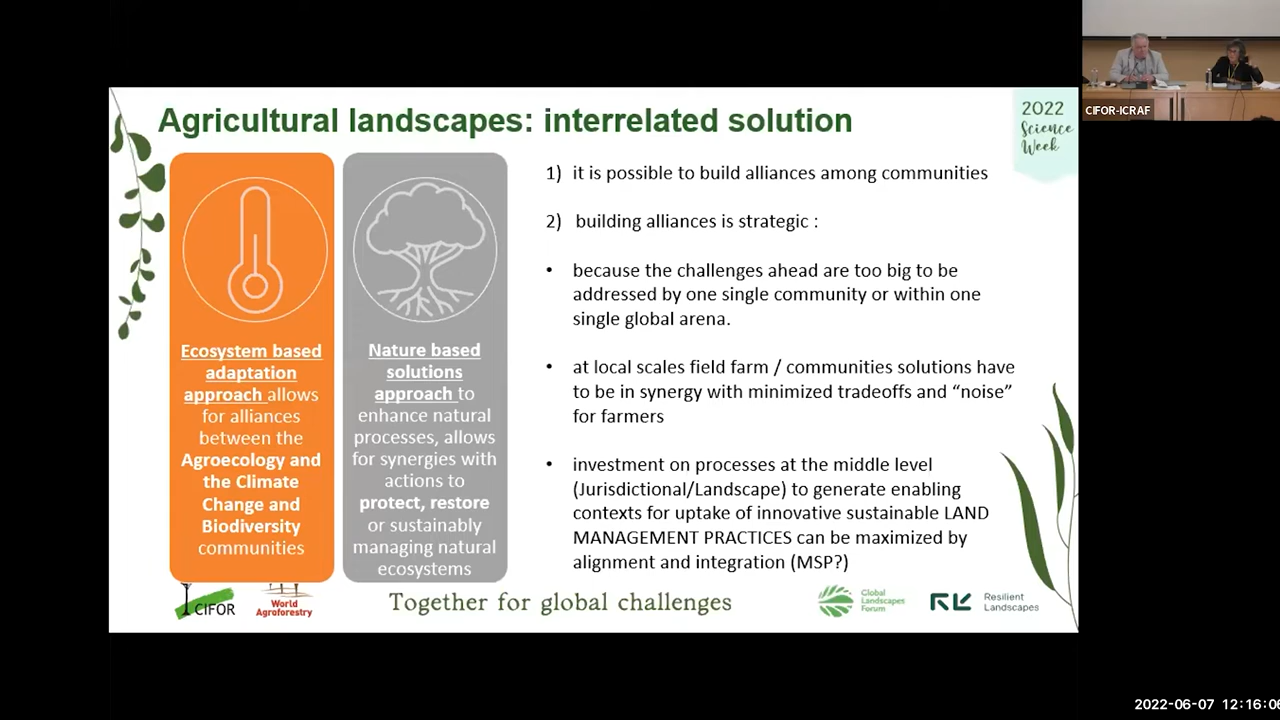 Agricultural landscapes: interrelated solution
2022
Science
Week
CIFOR-ICRAF
Ecosystem based
adaptation
approach allows
for alliances
between the
Agroecology and
the Climate
Change and
Biodiversity
communities
Nature based
solutions
approach to
enhance natural
processes, allows
for synergies with
actions to
protect, restore
or sustainably
managing natural
ecosystems
1) it is possible to build alliances among communities
2) building alliances is strategic :
• because the challenges ahead are too big to be
addressed by one single community or within one
single global arena.
• at local scales field farm / communities solutions have
to be in synergy with minimized tradeoffs and “noise”
for farmers
• investment on processes at the middle level
(Jurisdictional/Landscape) to generate enabling
contexts for uptake of innovative sustainable LAND
MANAGEMENT PRACTICES can be maximized by
alignment and integration (MSP?)
CIFOR
World
Agroforestry
Together for global challenges
Global
Landscapes
Forum
Resilient
Landscapes
2022-06-07 12:16:06